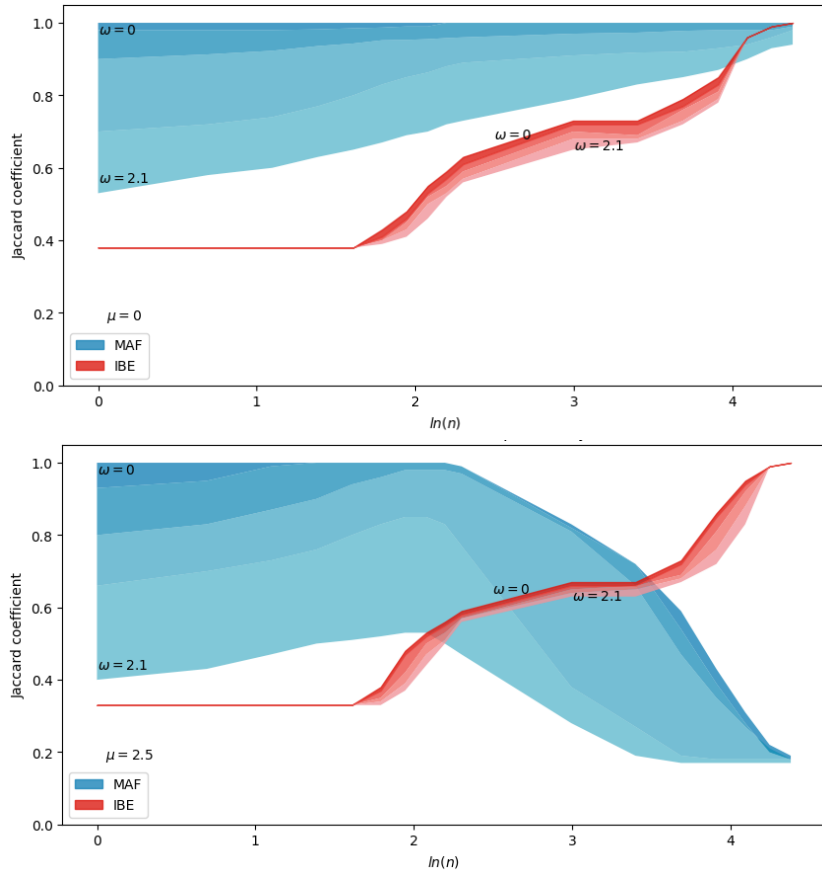 1.0
ω = 0
0.8
0.6
ω = 0
ω = 2.1
ω = 2.1
0.4
0.2
μ = 0
MAF
IBE
0.0
0 1 2 3 4
ln(n)
Jaccard coefficient
1.0
ω = 0
0.8
0.6
ω = 0
ω = 2.1
ω = 2.1
0.4
0.2
μ = 2.5
MAF
IBE
0.0
0 1 2 3 4
ln(n)
Jaccard coefficient